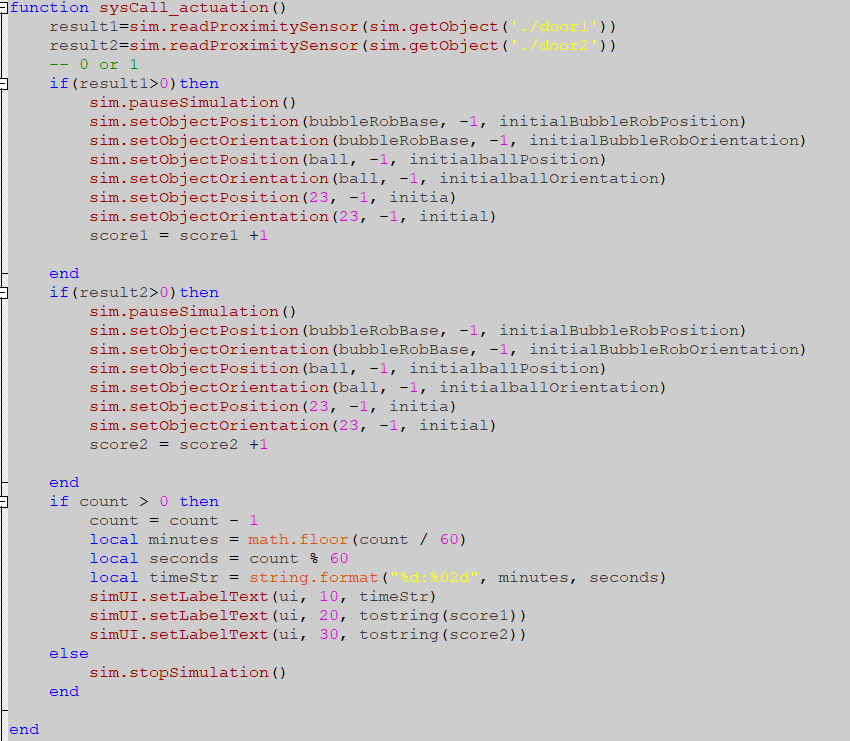 function sysCall_actuation()
    result1=sim.readProximitySensor(sim.getObject('./door1'))
    result2=sim.readProximitySensor(sim.getObject('./door2'))
    -- 0 or 1
    if(result1>0)then
        sim.pauseSimulation()
        sim.setObjectPosition(bubbleRobBase, -1, initialBubbleRobPosition)
        sim.setObjectOrientation(bubbleRobBase, -1, initialBubbleRobOrientation)
        sim.setObjectPosition(ball, -1, initialballPosition)
        sim.setObjectOrientation(ball, -1, initialballOrientation)
        sim.setObjectPosition(23, -1, initia)
        sim.setObjectOrientation(23, -1, initial)
        score1 = score1 +1
    end
    if(result2>0)then
        sim.pauseSimulation()
        sim.setObjectPosition(bubbleRobBase, -1, initialBubbleRobPosition)
        sim.setObjectOrientation(bubbleRobBase, -1, initialBubbleRobOrientation)
        sim.setObjectPosition(ball, -1, initialballPosition)
        sim.setObjectOrientation(ball, -1, initialballOrientation)
        sim.setObjectPosition(23, -1, initia)
        sim.setObjectOrientation(23, -1, initial)
        score2 = score2 +1
    end
    if count > 0 then
        count = count - 1
        local minutes = math.floor(count / 60)
        local seconds = count % 60
        local timeStr = string.format("%d:%02d", minutes, seconds)
        simUI.setLabelText(ui, 10, timeStr)
        simUI.setLabelText(ui, 20, tostring(score1))
        simUI.setLabelText(ui, 30, tostring(score2))
    else
        sim.stopSimulation()
    end
end